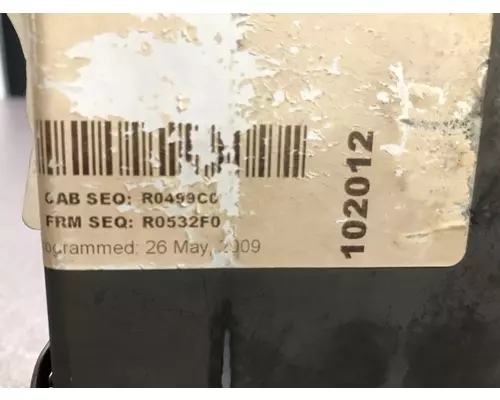 CAB SEQ: R0499C0
FRM SEQ: R0532F0
rogrammed: 26 May, 2009
102012